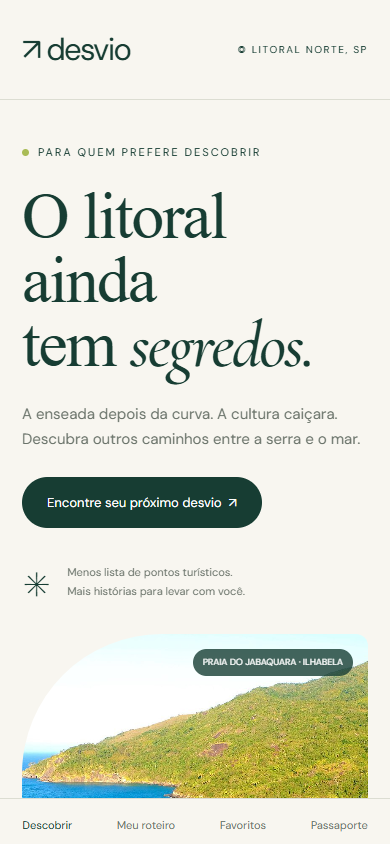 desvio
LITORAL NORTE, SP
PARA QUEM PREFERE DESCOBRIR
O litoral
ainda
tem segredos.
A enseada depois da curva. A cultura caiçara.
Descubra outros caminhos entre a serra e o mar.
Encontre seu próximo desvio ↗
Menos lista de pontos turísticos.
Mais histórias para levar com você.
PRAIA DO JABAQUARA · ILHABELA
Descobrir
Meu roteiro
Favoritos
Passaporte